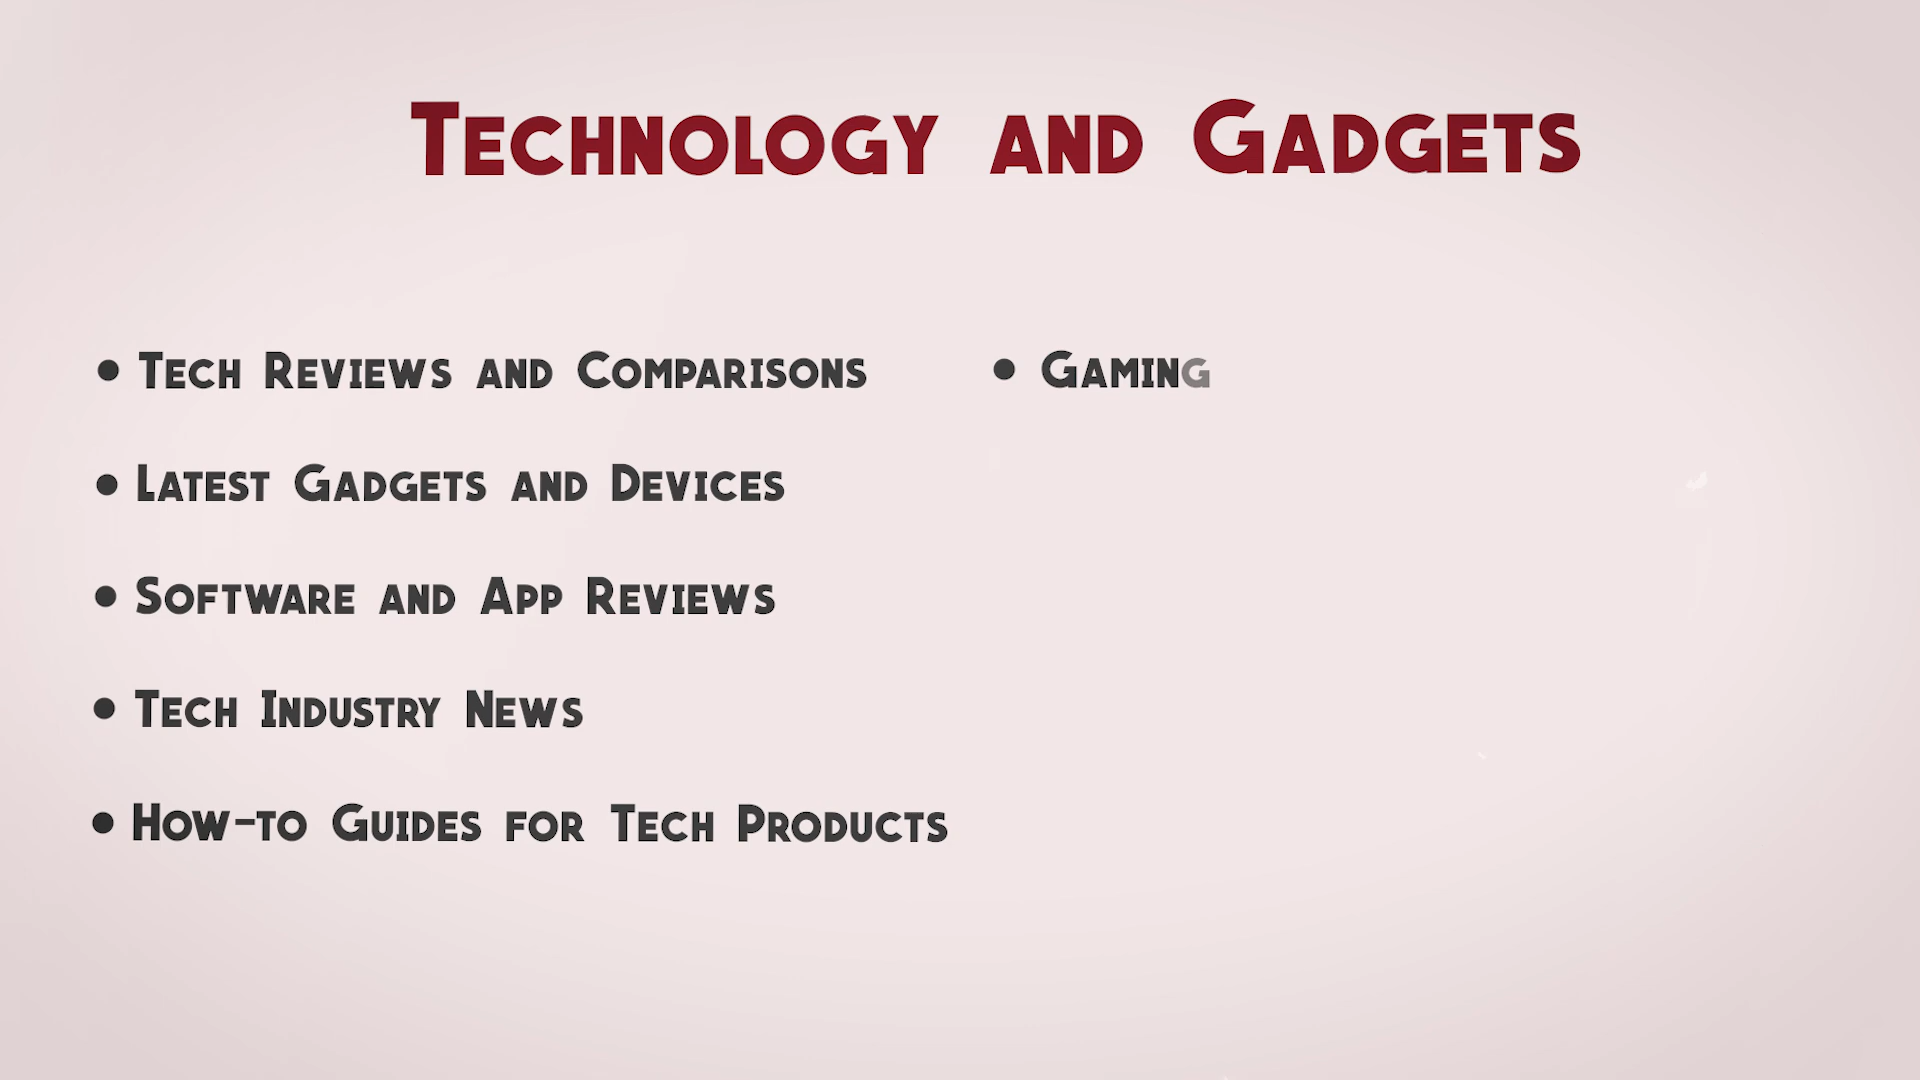 Technology and Gadgets
Tech Reviews and Comparisons
Latest Gadgets and Devices
Software and App Reviews
Tech Industry News
How-to Guides for Tech Products
Gaming